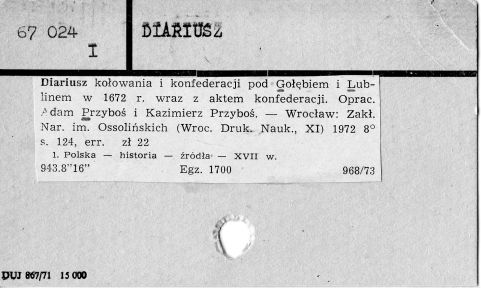 67 024
I
DIARIUSZ
Diariusz kołowania i konfederacji pod Gołębiem i Lub-
linem w 1672 r. wraz z aktem konfederacji. Oprac.
Adam Przyboś i Kazimierz Przyboś. — Wrocław: Zakł.
Nar. im. Ossolińskich (Wroc. Druk. Nauk., XI) 1972 8°
s. 124, err. zł 22
1. Polska — historia — źródła — XVII w.
943.8"16" Egz. 1700 968/73
DUJ 867/71 15 000